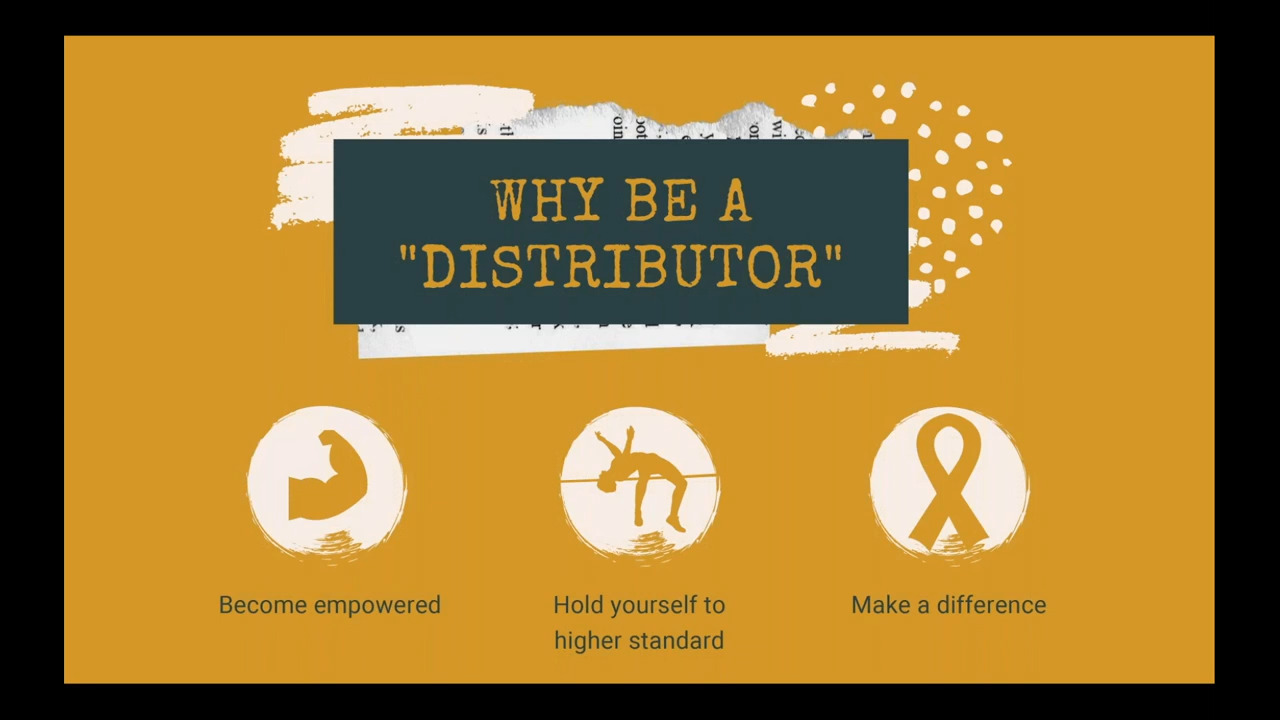 WHY BE A
"DISTRIBUTOR"
Become empowered
Hold yourself to
higher standard
Make a difference